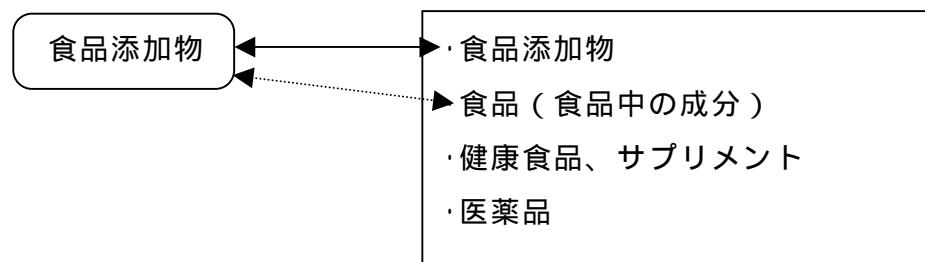 食品添加物
・食品添加物
食品（食品中の成分）
・健康食品、サプリメント
・医薬品